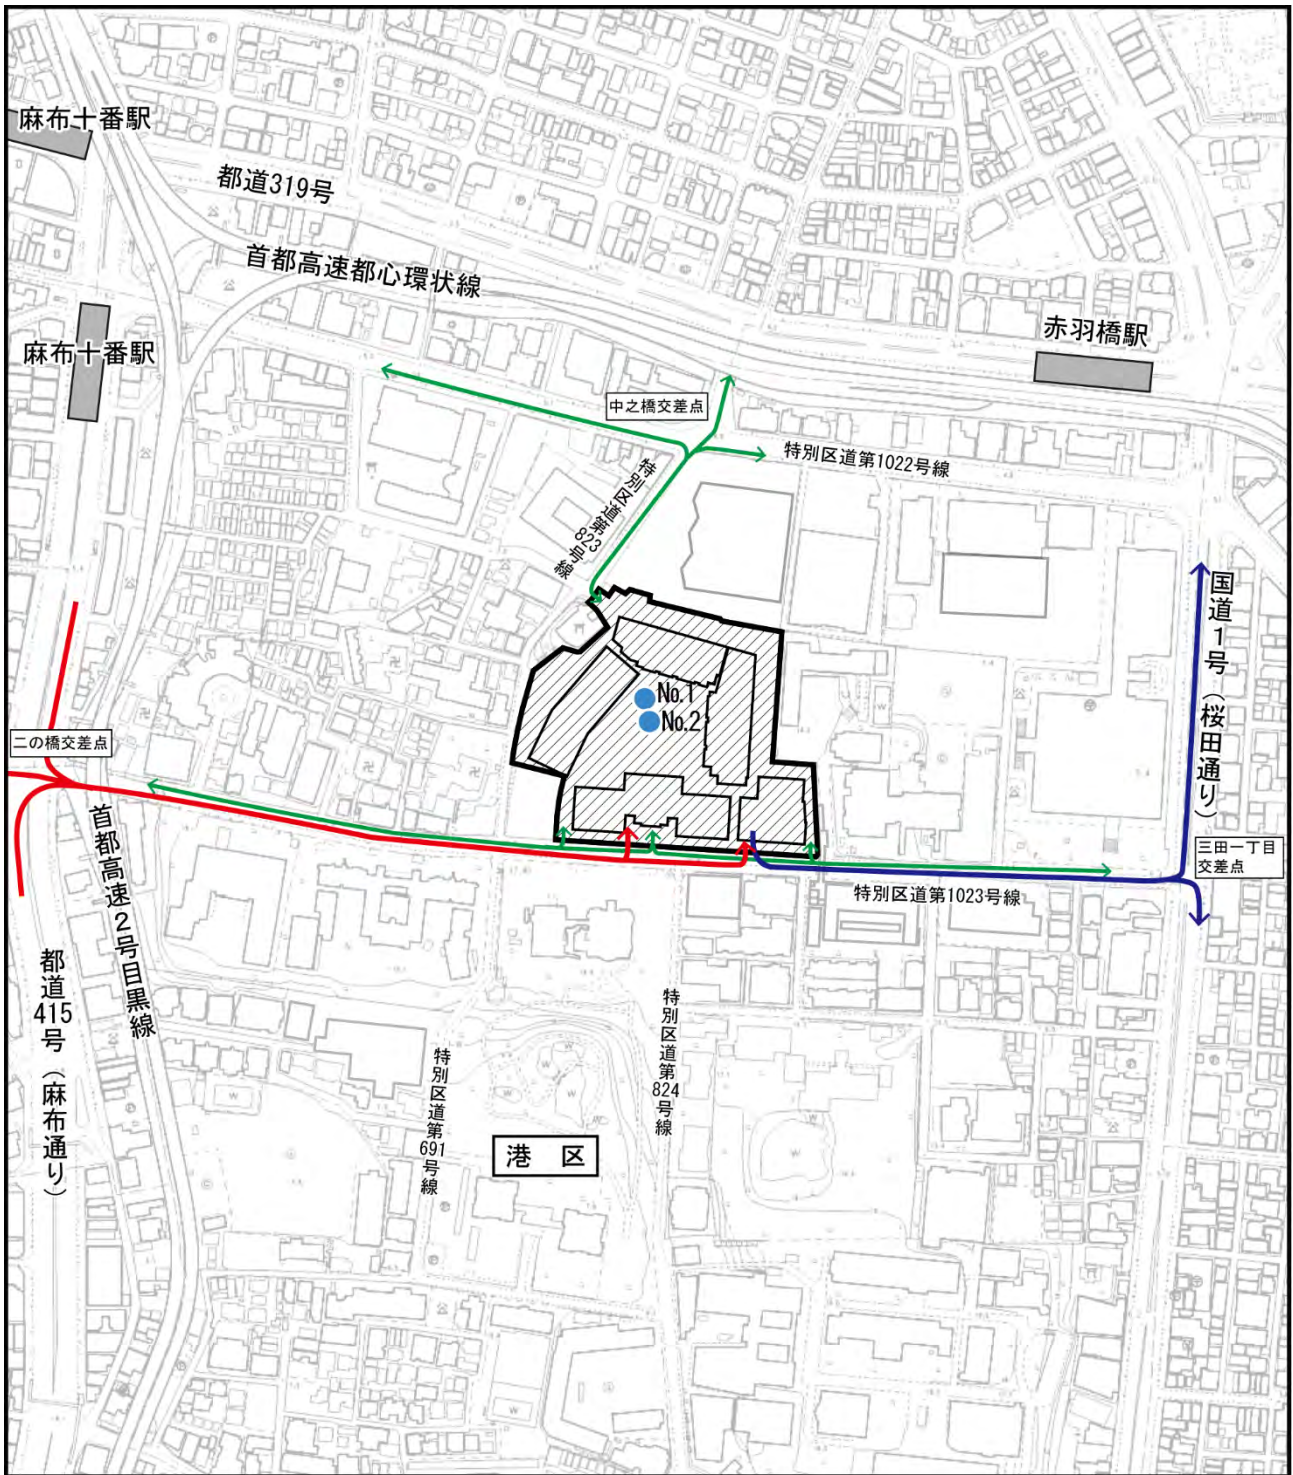 麻布十番駅
都道319号
首都高速都心環状線
麻布十番駅
赤羽橋駅
中之橋交差点
特別区道第1022号線
特別区道第823号線
国道1号（桜田通り）
No.1
No.2
二の橋交差点
三田一丁目
交差点
特別区道第1023号線
首都高速2号目黒線
都道415号（麻布通り）
特別区道第824号線
特別区道第691号線
港　区